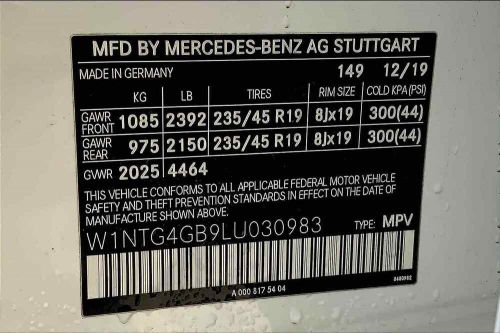 MFD BY MERCEDES-BENZ AG STUTTGART
MADE IN GERMANY 149 12/19
KG LB TIRES RIM SIZE COLD KPA(PSI)
GAWR FRONT 1085 2392 235/45 R19 8Jx19 300(44)
GAWR REAR 975 2150 235/45 R19 8Jx19 300(44)
GVWR 2025 4464
THIS VEHICLE CONFORMS TO ALL APPLICABLE FEDERAL MOTOR VEHICLE
SAFETY AND THEFT PREVENTION STANDARDS IN EFFECT ON THE DATE OF
MANUFACTURE SHOWN ABOVE.
W1NTG4GB9LU030983 TYPE: MPV
A 000 817 54 04